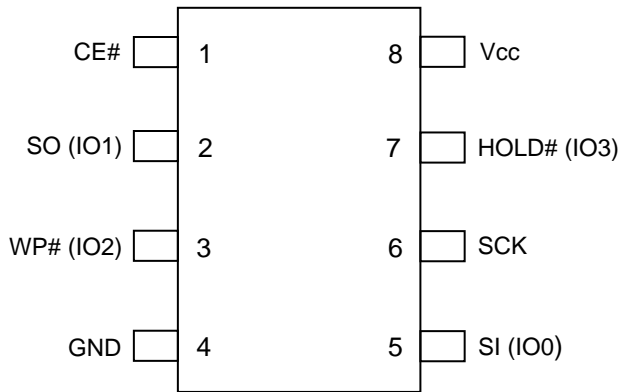 CE# 1 8 Vcc
SO (IO1) 2 7 HOLD# (IO3)
WP# (IO2) 3 6 SCK
GND 4 5 SI (IO0)